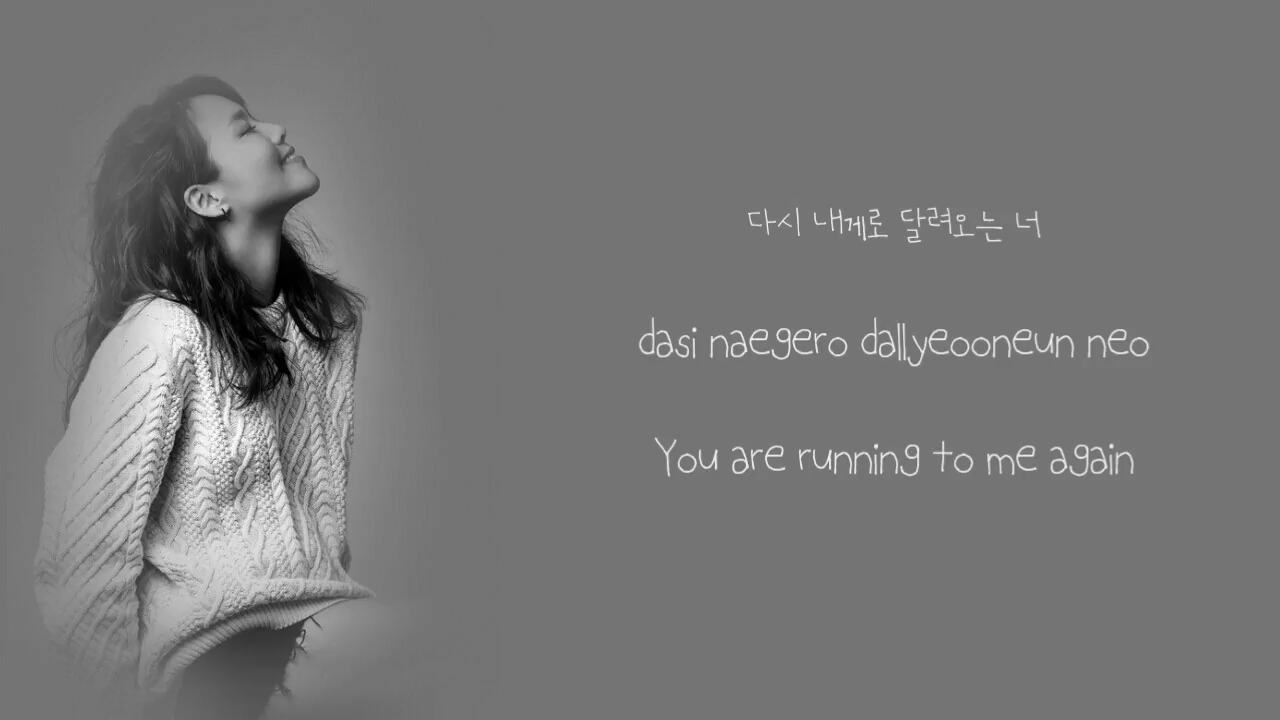 다시 내게로 달려오는 너
dasi naegero dallyeooneun neo
You are running to me again